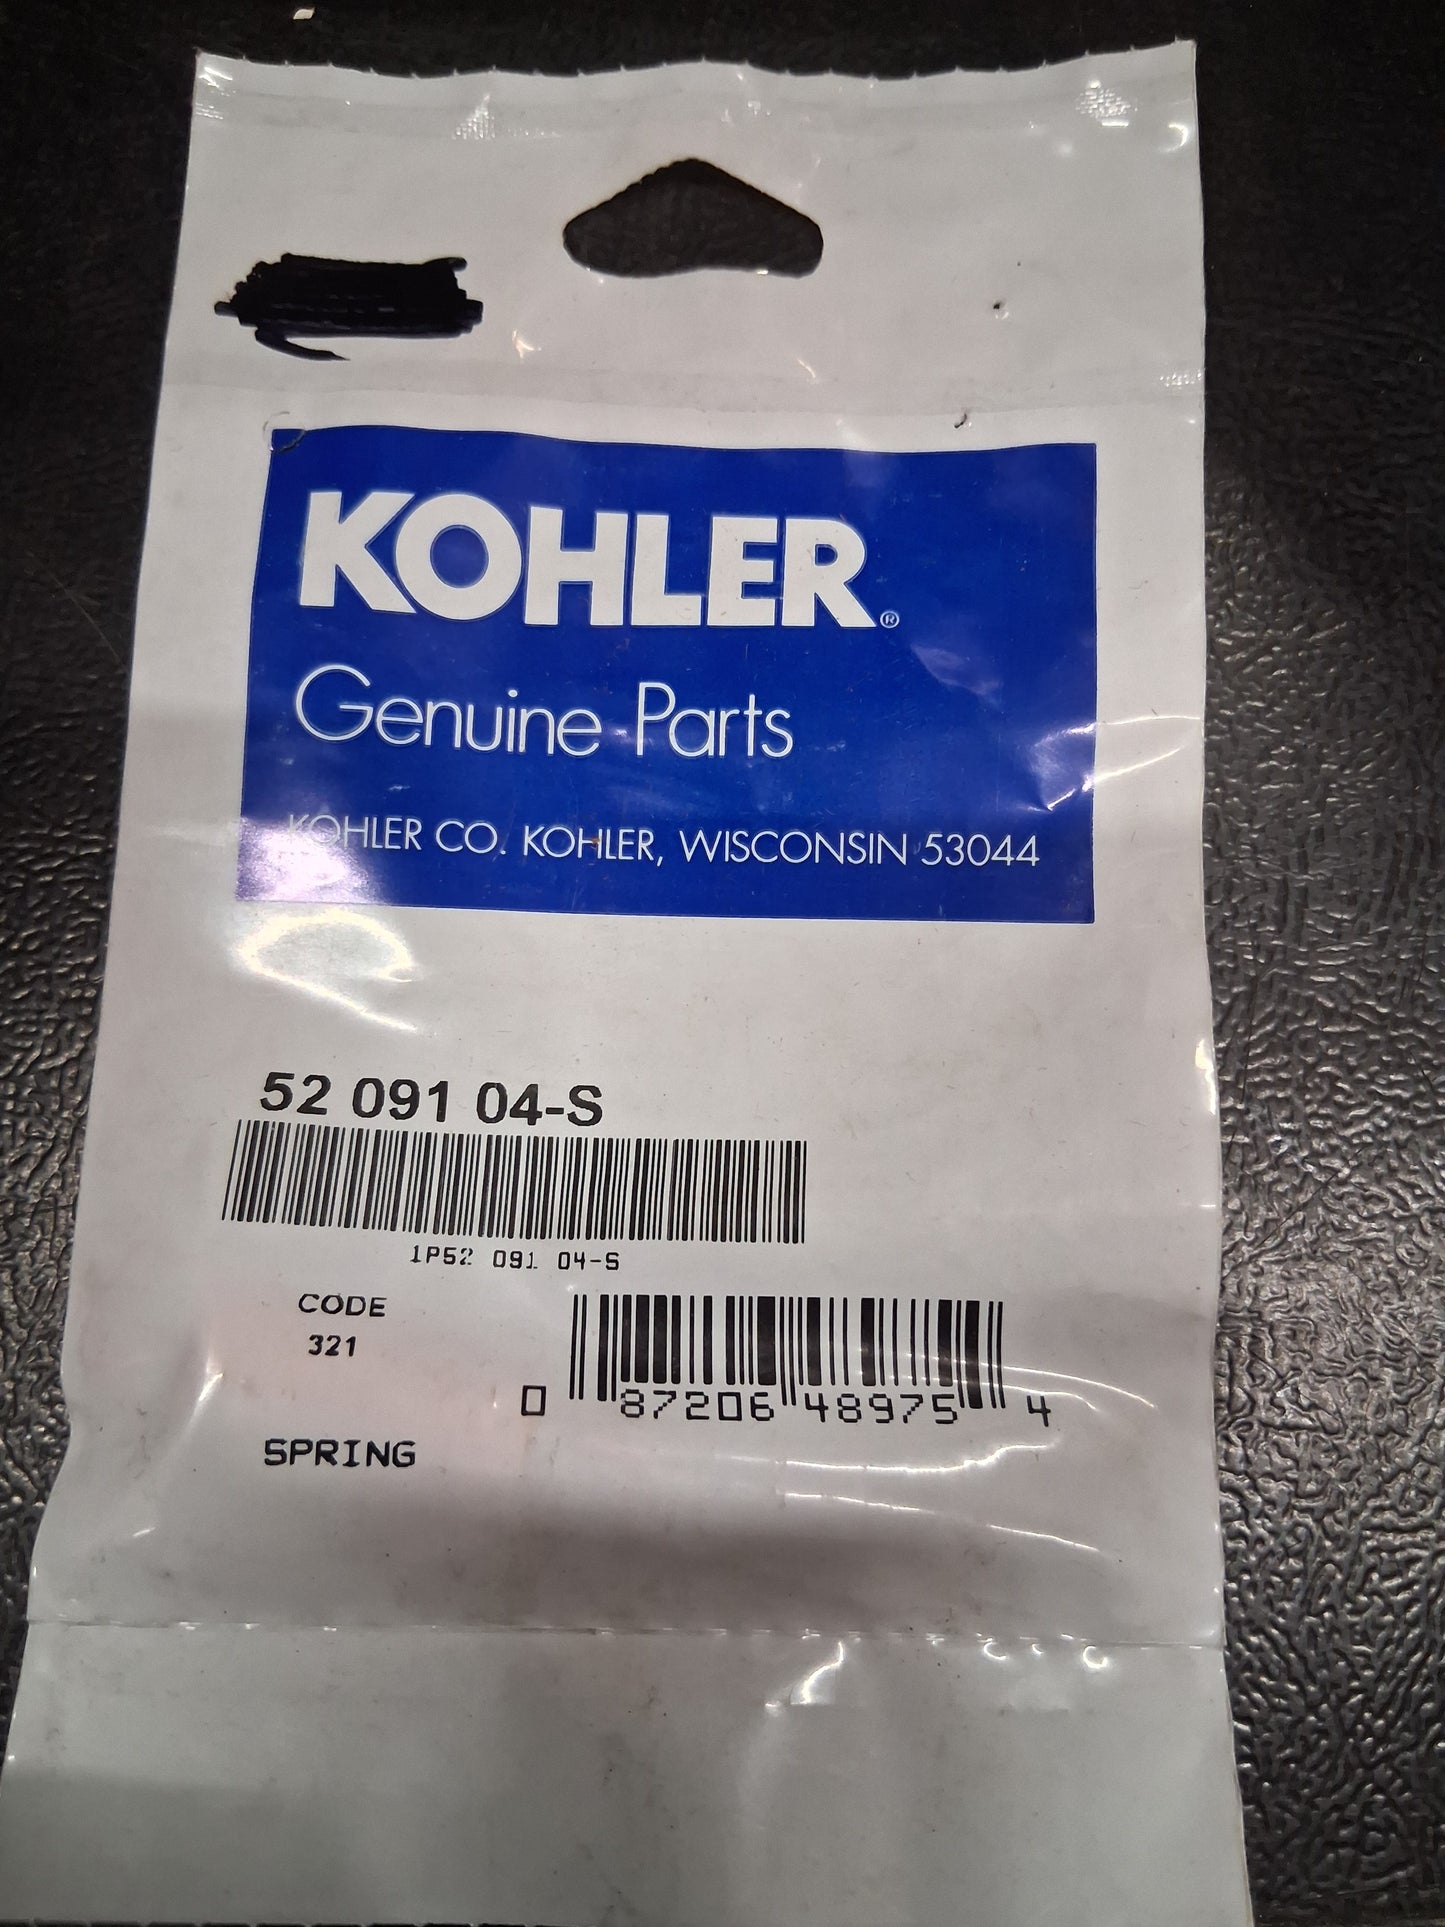 KOHLER®
Genuine Parts
KOHLER CO. KOHLER, WISCONSIN 53044
52 091 04-S
1P52 091 04-S
CODE
321
0 87206 48975 4
SPRING